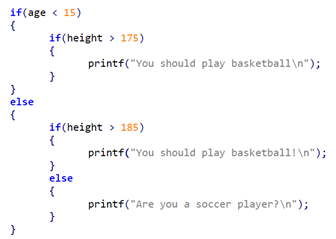 if(age < 15)
{
if(height > 175)
{
printf("You should play basketball\n");
}
}
else
{
if(height > 185)
{
printf("You should play basketball!\n");
}
else
{
printf("Are you a soccer player?\n");
}
}